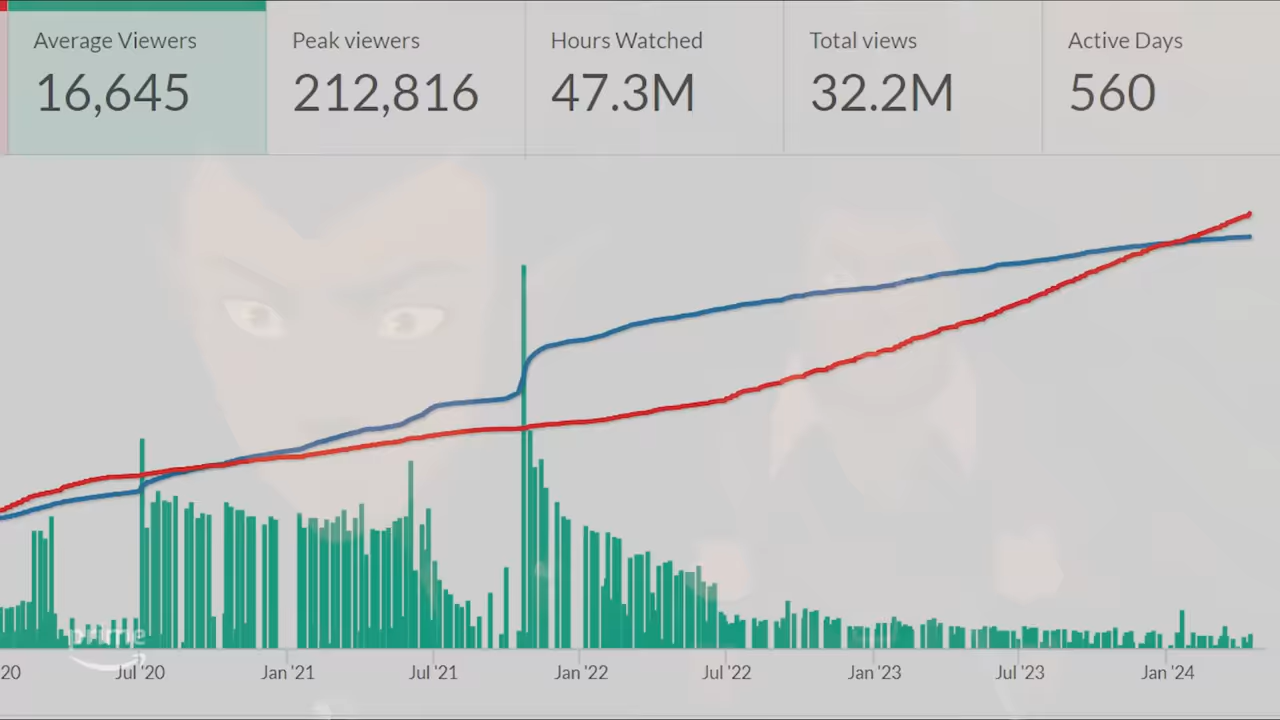 Average Viewers Peak viewers Hours Watched Total views Active Days
16,645 212,816 47.3M 32.2M 560
prime
20 Jul '20 Jan '21 Jul '21 Jan '22 Jul '22 Jan '23 Jul '23 Jan '24